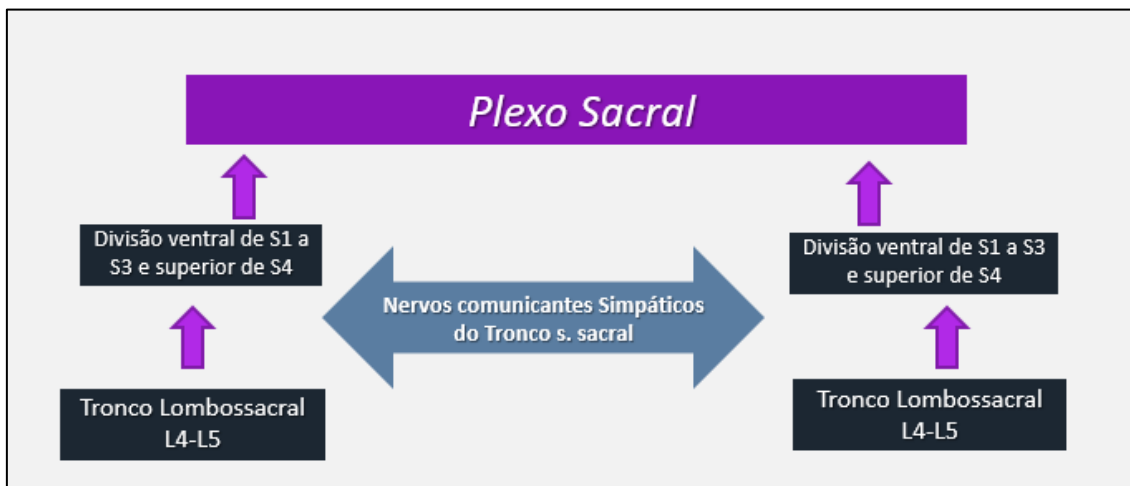 Plexo Sacral
Divisão ventral de S1 a
S3 e superior de S4
Divisão ventral de S1 a S3
e superior de S4
Nervos comunicantes Simpáticos
do Tronco s. sacral
Tronco Lombossacral
L4-L5
Tronco Lombossacral
L4-L5